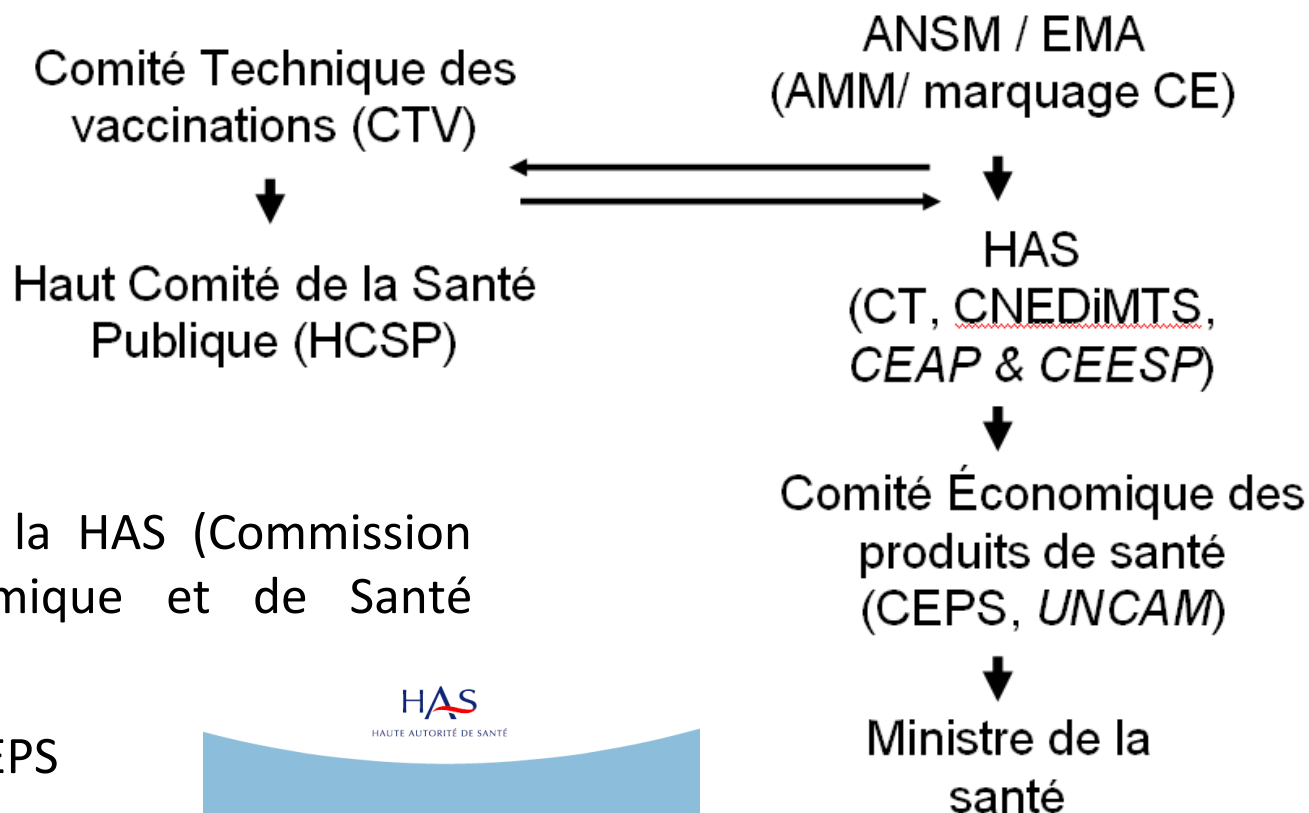 Comité Technique des
vaccinations (CTV)
Haut Comité de la Santé
Publique (HCSP)
ANSM / EMA
(AMM/ marquage CE)
HAS
(CT, CNEDiMTS,
CEAP & CEESP)
Comité Économique des
produits de santé
(CEPS, UNCAM)
Ministre de la
santé
la HAS (Commission
et de Santé
HAS
HAUTE AUTORITÉ DE SANTÉ